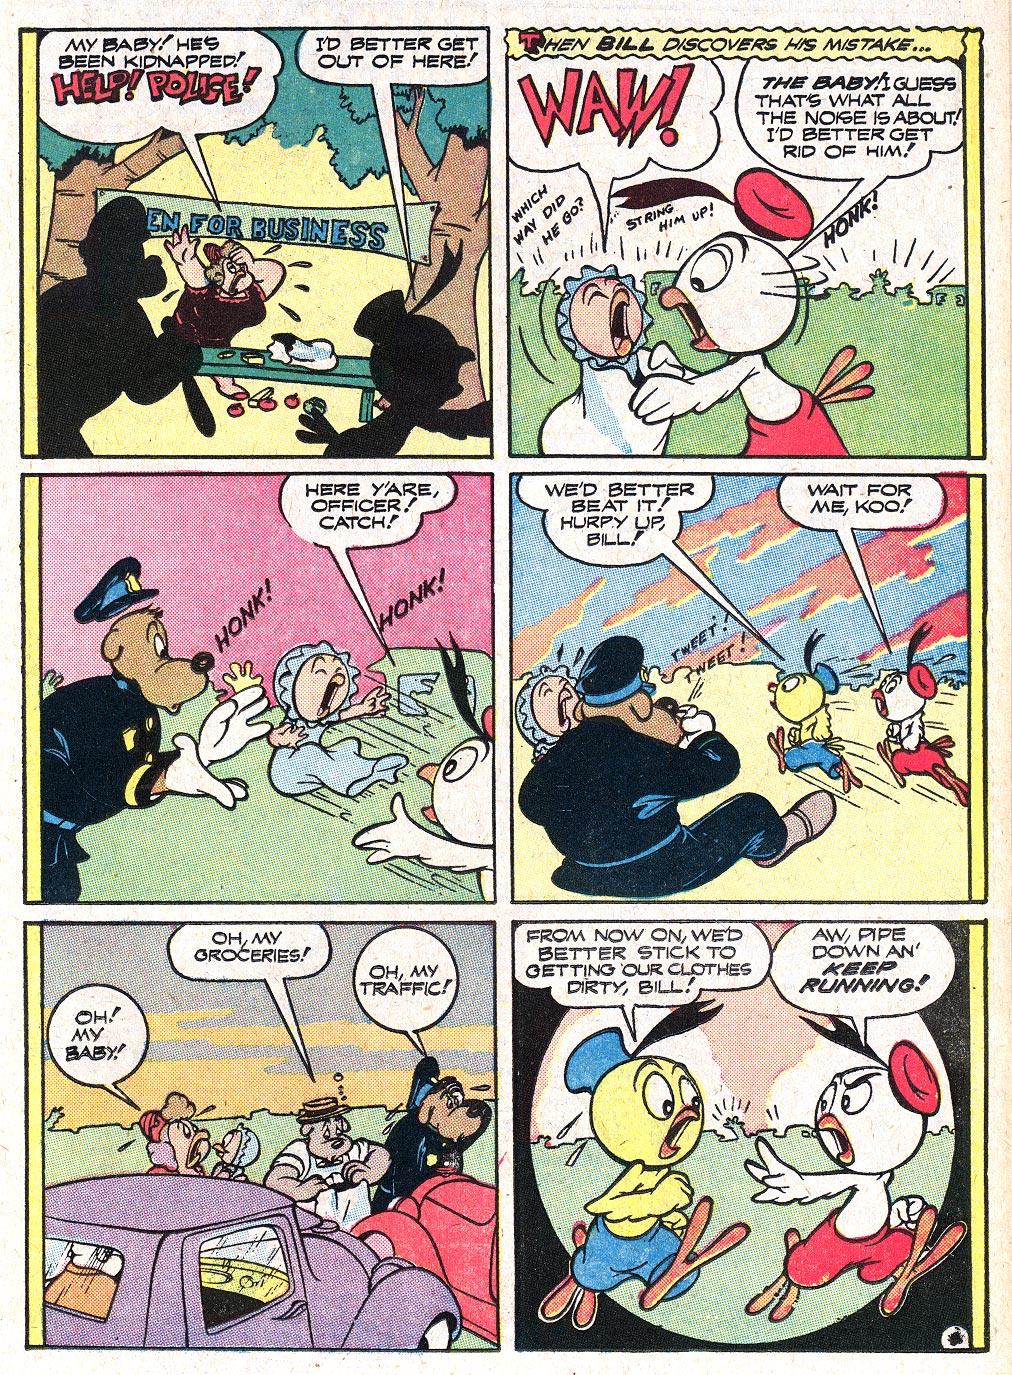 MY BABY! HE'S
BEEN KIDNAPPED!
HELP! POLICE!
I'D BETTER GET
OUT OF HERE!
EN FOR BUSINESS
THEN BILL DISCOVERS HIS MISTAKE...
WAW!
THE BABY! I GUESS
THAT'S WHAT ALL
THE NOISE IS ABOUT!
I'D BETTER GET
RID OF HIM!
WHICH
WAY DID
HE GO?
STRING
HIM UP!
HONK!
HERE Y'ARE,
OFFICER!
CATCH!
HONK!
HONK!
WE'D BETTER
BEAT IT!
HURPY UP,
BILL!
WAIT FOR
ME, KOO!
TWEET!
TWEET!
OH!
MY
BABY!
OH, MY
GROCERIES!
OH, MY
TRAFFIC!
FROM NOW ON, WE'D
BETTER STICK TO
GETTING OUR CLOTHES
DIRTY, BILL!
AW, PIPE
DOWN AN'
KEEP
RUNNING!